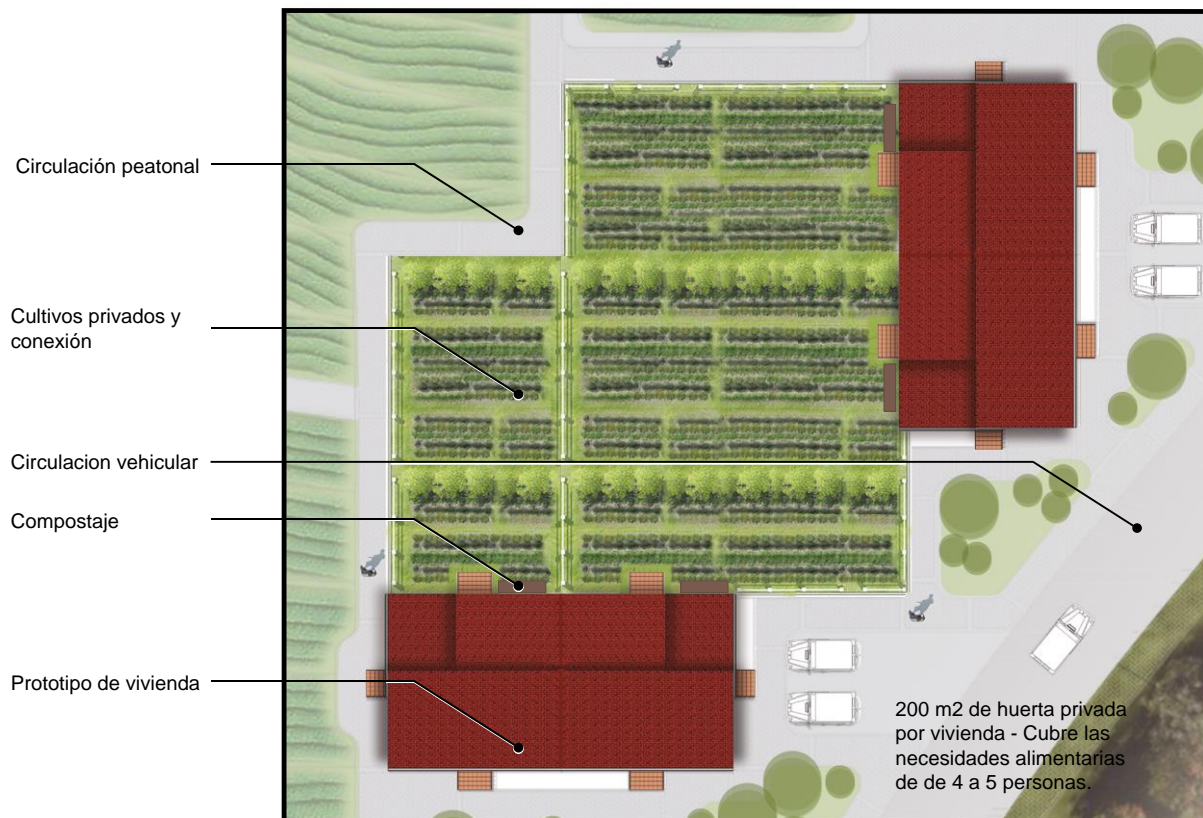 Circulación peatonal
Cultivos privados y
conexión
Circulacion vehicular
Compostaje
Prototipo de vivienda
200 m2 de huerta privada
por vivienda - Cubre las
necesidades alimentarias
de de 4 a 5 personas.